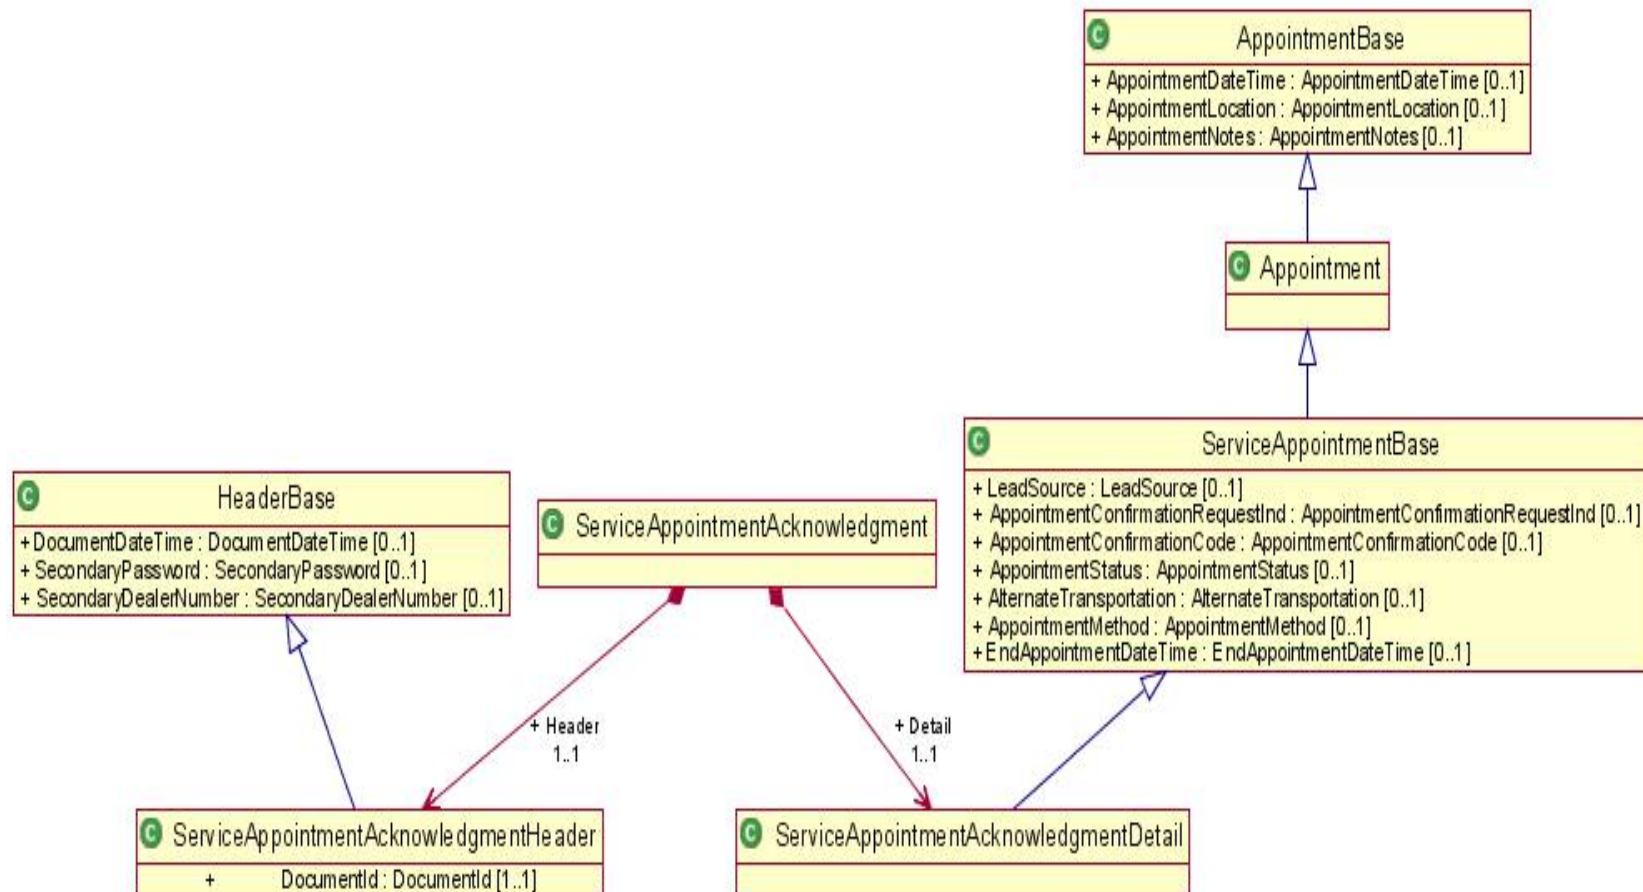 C AppointmentBase
+ AppointmentDateTime : AppointmentDateTime [0..1]
+ AppointmentLocation : AppointmentLocation [0..1]
+ AppointmentNotes : AppointmentNotes [0..1]
C Appointment
C ServiceAppointmentBase
+ LeadSource : LeadSource [0..1]
+ AppointmentConfirmationRequestInd : AppointmentConfirmationRequestInd [0..1]
+ AppointmentConfirmationCode : AppointmentConfirmationCode [0..1]
+ AppointmentStatus : AppointmentStatus [0..1]
+ AlternateTransportation : AlternateTransportation [0..1]
+ AppointmentMethod : AppointmentMethod [0..1]
+ EndAppointmentDateTime : EndAppointmentDateTime [0..1]
C HeaderBase
+ DocumentDateTime : DocumentDateTime [0..1]
+ SecondaryPassword : SecondaryPassword [0..1]
+ SecondaryDealerNumber : SecondaryDealerNumber [0..1]
C ServiceAppointmentAcknowledgment
+ Header
1..1
+ Detail
1..1
C ServiceAppointmentAcknowledgmentHeader
+ DocumentId : DocumentId [1..1]
C ServiceAppointmentAcknowledgmentDetail